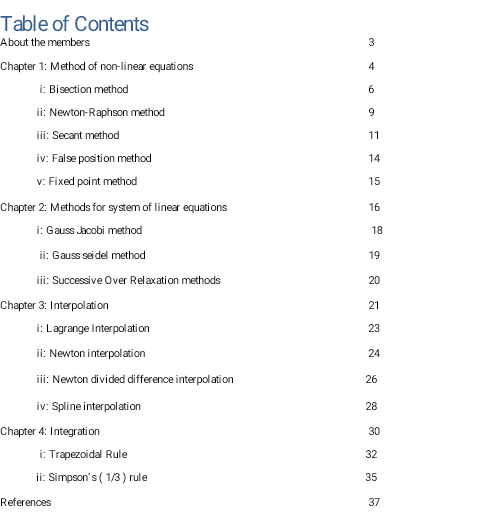 Table of Contents
About the members 3
Chapter 1: Method of non-linear equations 4
i: Bisection method 6
ii: Newton-Raphson method 9
iii: Secant method 11
iv: False position method 14
v: Fixed point method 15
Chapter 2: Methods for system of linear equations 16
i: Gauss Jacobi method 18
ii: Gauss seidel method 19
iii: Successive Over Relaxation methods 20
Chapter 3: Interpolation 21
i: Lagrange Interpolation 23
ii: Newton interpolation 24
iii: Newton divided difference interpolation 26
iv: Spline interpolation 28
Chapter 4: Integration 30
i: Trapezoidal Rule 32
ii: Simpson's ( 1/3 ) rule 35
References 37